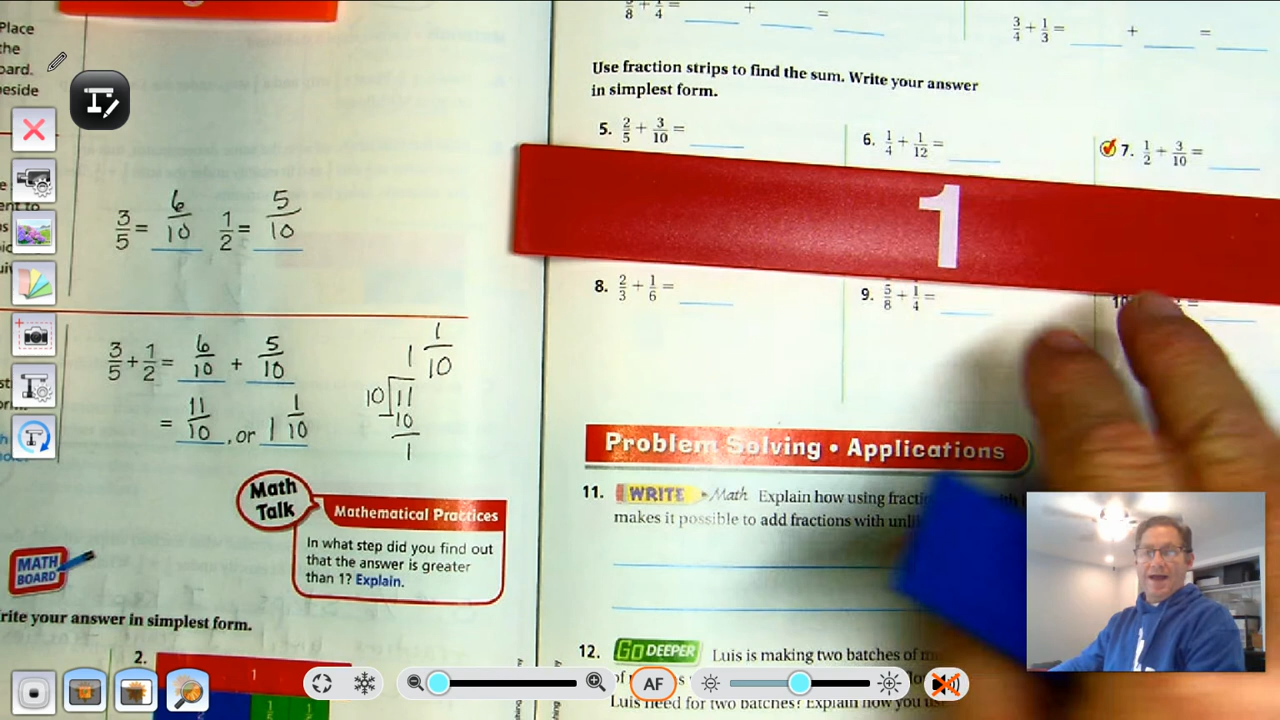 Place
the
oard.
eside
3/5 = 6/10 1/2 = 5/10
3/5 + 1/2 = 6/10 + 5/10
= 11/10, or 1 1/10
1 1/10
10 11
-10
1
Math
Talk
Mathematical Practices
In what step did you find out
that the answer is greater
than 1? Explain.
MATH
BOARD
rite your answer in simplest form.
2.
1
/8 + 1/4 = + =
3/4 + 1/3 = + =
Use fraction strips to find the sum. Write your answer
in simplest form.
5. 2/5 + 3/10 =
6. 1/4 + 1/12 =
7. 1/2 + 3/10 =
1
8. 2/3 + 1/6 =
9. 5/8 + 1/4 =
Problem Solving • Applications
11. WRITE Math Explain how using fracti
makes it possible to add fractions with unli
12. GO DEEPER Luis is making two batches of m
of
Luis need for two batches? Explain how you us
AF